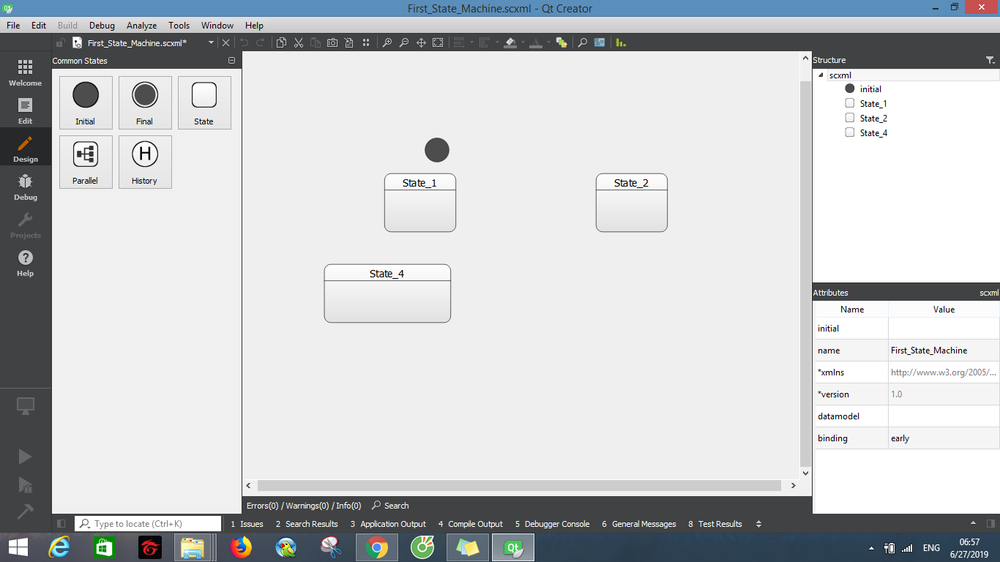 First_State_Machine.scxml - Qt Creator
File Edit Build Debug Analyze Tools Window Help
First_State_Machine.scxml*
Welcome
Edit
Design
Debug
Projects
Help
Common States
Initial Final State
Parallel History
H
State_1
State_2
State_4
Structure
scxml
initial
State_1
State_2
State_4
Attributes scxml
Name Value
initial
name First_State_Machine
*xmlns http://www.w3.org/2005/...
*version 1.0
datamodel
binding early
Errors(0) / Warnings(0) / Info(0) Search
Type to locate (Ctrl+K) 1 Issues 2 Search Results 3 Application Output 4 Compile Output 5 Debugger Console 6 General Messages 8 Test Results
Qt
ENG
06:57
6/27/2019